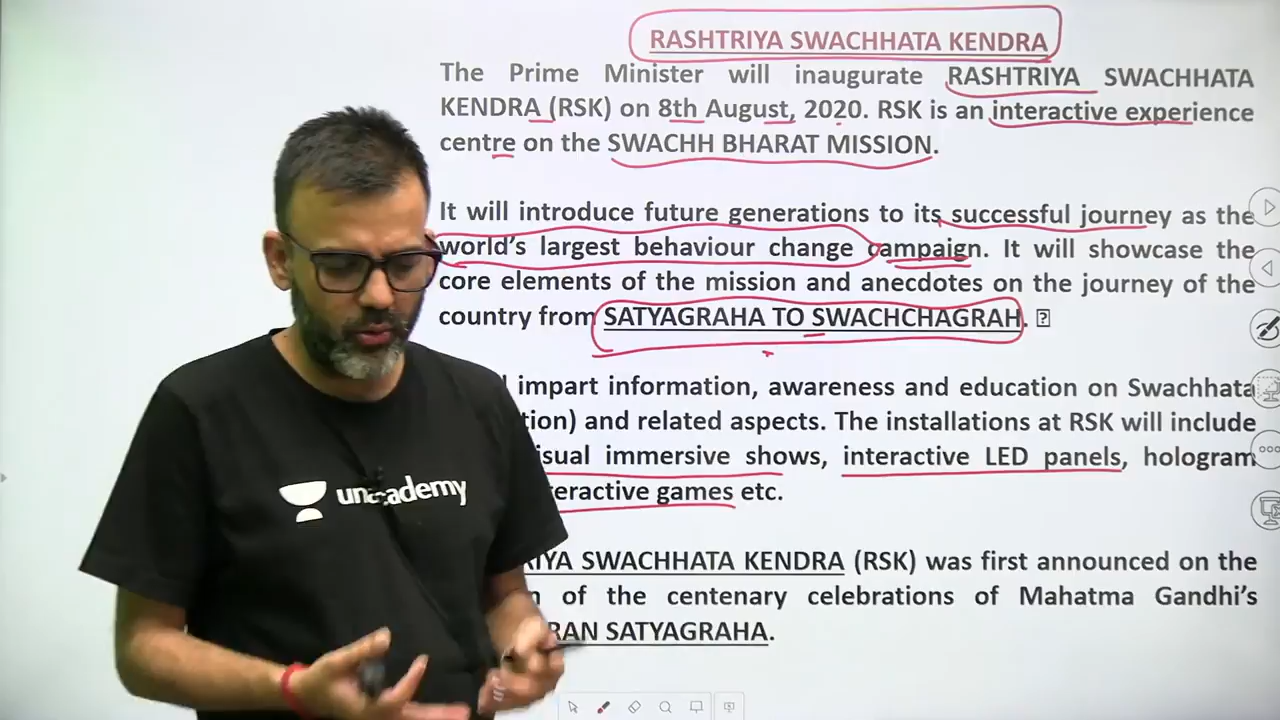 RASHTRIYA SWACHHATA KENDRA
The Prime Minister will inaugurate RASHTRIYA SWACHHATA
KENDRA (RSK) on 8th August, 2020. RSK is an interactive experience
centre on the SWACHH BHARAT MISSION.
It will introduce future generations to its successful journey as the
world's largest behaviour change campaign. It will showcase the
core elements of the mission and anecdotes on the journey of the
country from SATYAGRAHA TO SWACHCHAGRAH.
impart information, awareness and education on Swachhata
and related aspects. The installations at RSK will include
immersive shows, interactive LED panels, hologram
games etc.
SWACHHATA KENDRA (RSK) was first announced on the
of the centenary celebrations of Mahatma Gandhi's
SATYAGRAHA.
unacademy